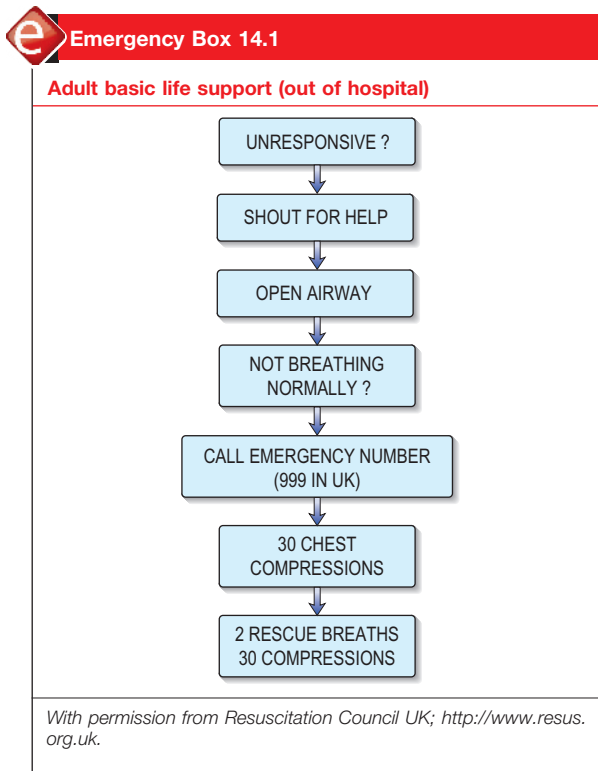 e
Emergency Box 14.1
Adult basic life support (out of hospital)
UNRESPONSIVE ?
SHOUT FOR HELP
OPEN AIRWAY
NOT BREATHING
NORMALLY ?
CALL EMERGENCY NUMBER
(999 IN UK)
30 CHEST
COMPRESSIONS
2 RESCUE BREATHS
30 COMPRESSIONS
With permission from Resuscitation Council UK; http://www.resus.
org.uk.